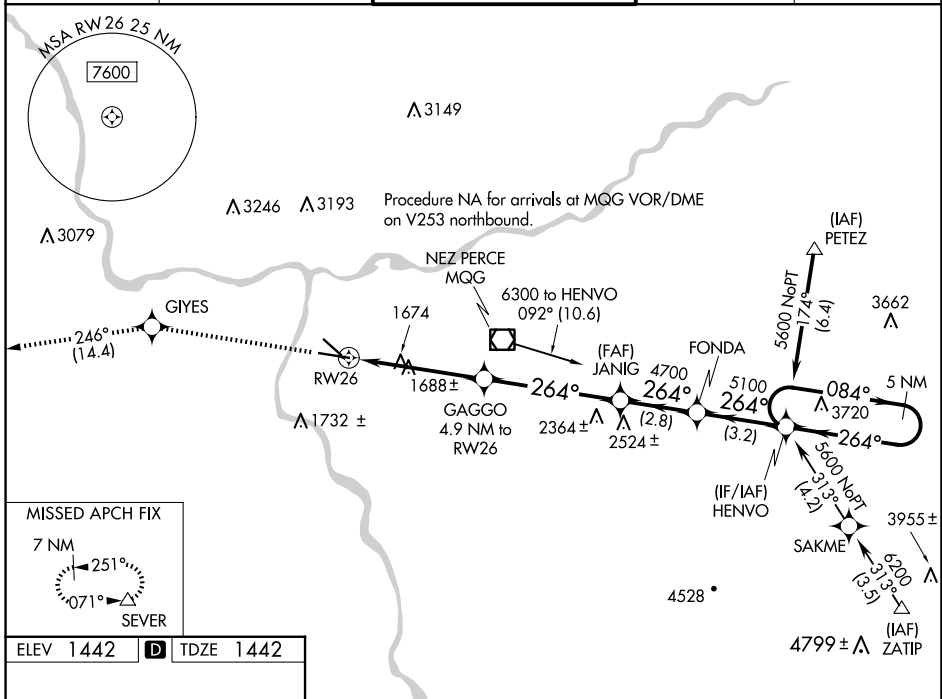 MSA RW 26 25 NM
7600
3149
3246
3193
Procedure NA for arrivals at MQG VOR/DME
on V253 northbound.
3079
(IAF)
PETEZ
NEZ PERCE
MQG
5600 NoPT
174°
(6.4)
3662
GIYES
6300 to HENVO
092° (10.6)
1674
246°
(14.4)
(FAF)
JANIG
4700
FONDA
5100
084°
5 NM
RW26
1688 ±
264°
264°
(2.8)
264°
(3.2)
3720
264°
GAGGO
4.9 NM to
RW26
1732 ±
2364 ±
2524 ±
5600 NoPT
313°
(4.2)
(IF/IAF)
HENVO
3955 ±
SAKME
MISSED APCH FIX
7 NM
251°
071°
SEVER
6200
313°
(3.5)
4528
(IAF)
ZATIP
4799 ±
ELEV 1442 D TDZE 1442